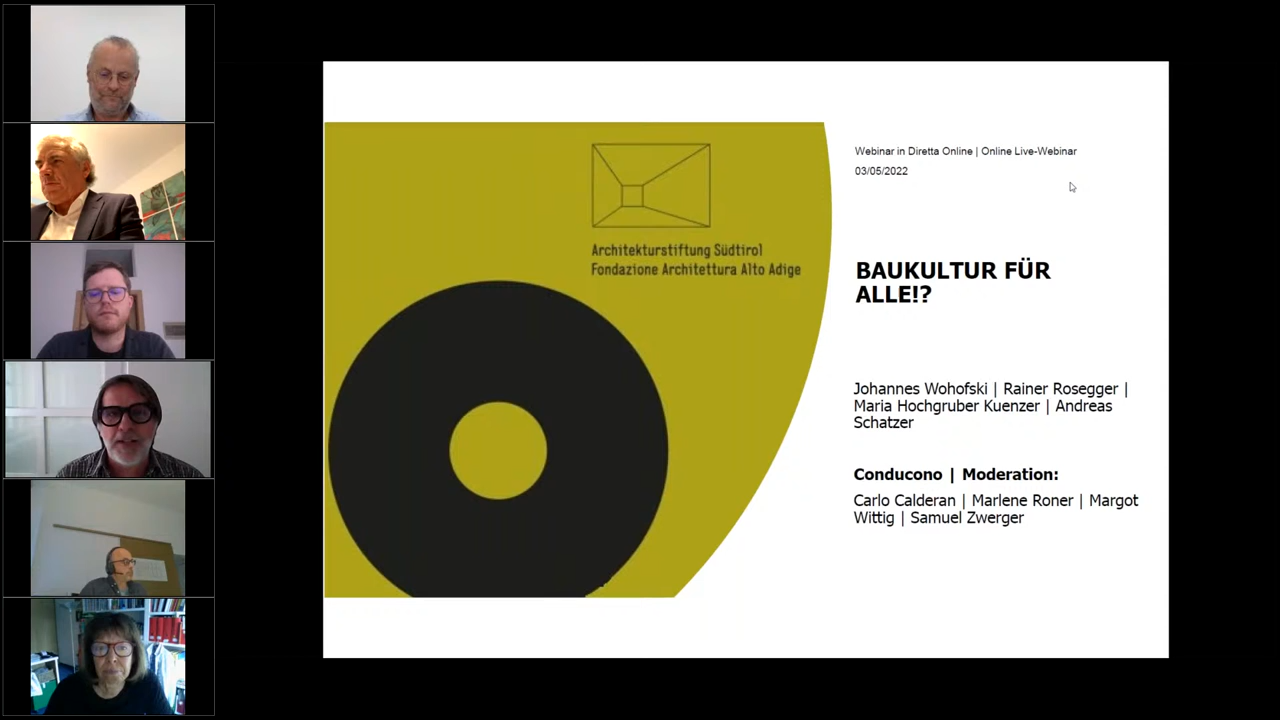 Architekturstiftung Südtirol
Fondazione Architettura Alto Adige
Webinar in Diretta Online | Online Live-Webinar
03/05/2022
BAUKULTUR FÜR
ALLE!?
Johannes Wohofski | Rainer Rosegger |
Maria Hochgruber Kuenzer | Andreas
Schatzer
Conducono | Moderation:
Carlo Calderan | Marlene Roner | Margot
Wittig | Samuel Zwerger